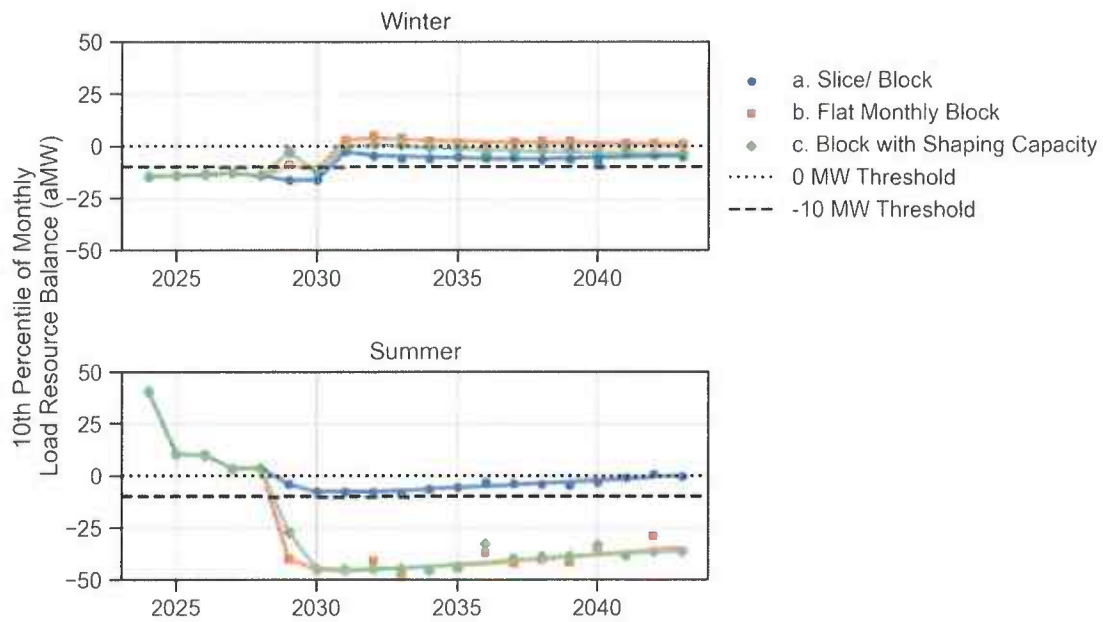 Winter
50
25
0
−25
−50
2025
2030
2035
2040
a. Slice/ Block
b. Flat Monthly Block
c. Block with Shaping Capacity
0 MW Threshold
-10 MW Threshold
10th Percentile of Monthly
Load Resource Balance (aMW)
Summer
50
25
0
−25
−50
2025
2030
2035
2040